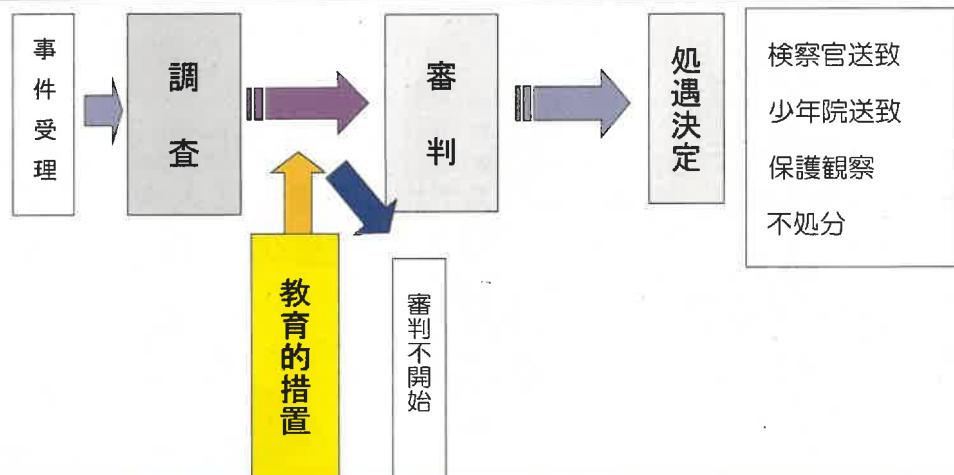 事件受理
調査
審判
処遇決定
検察官送致
少年院送致
保護観察
不処分
教育的措置
審判不開始